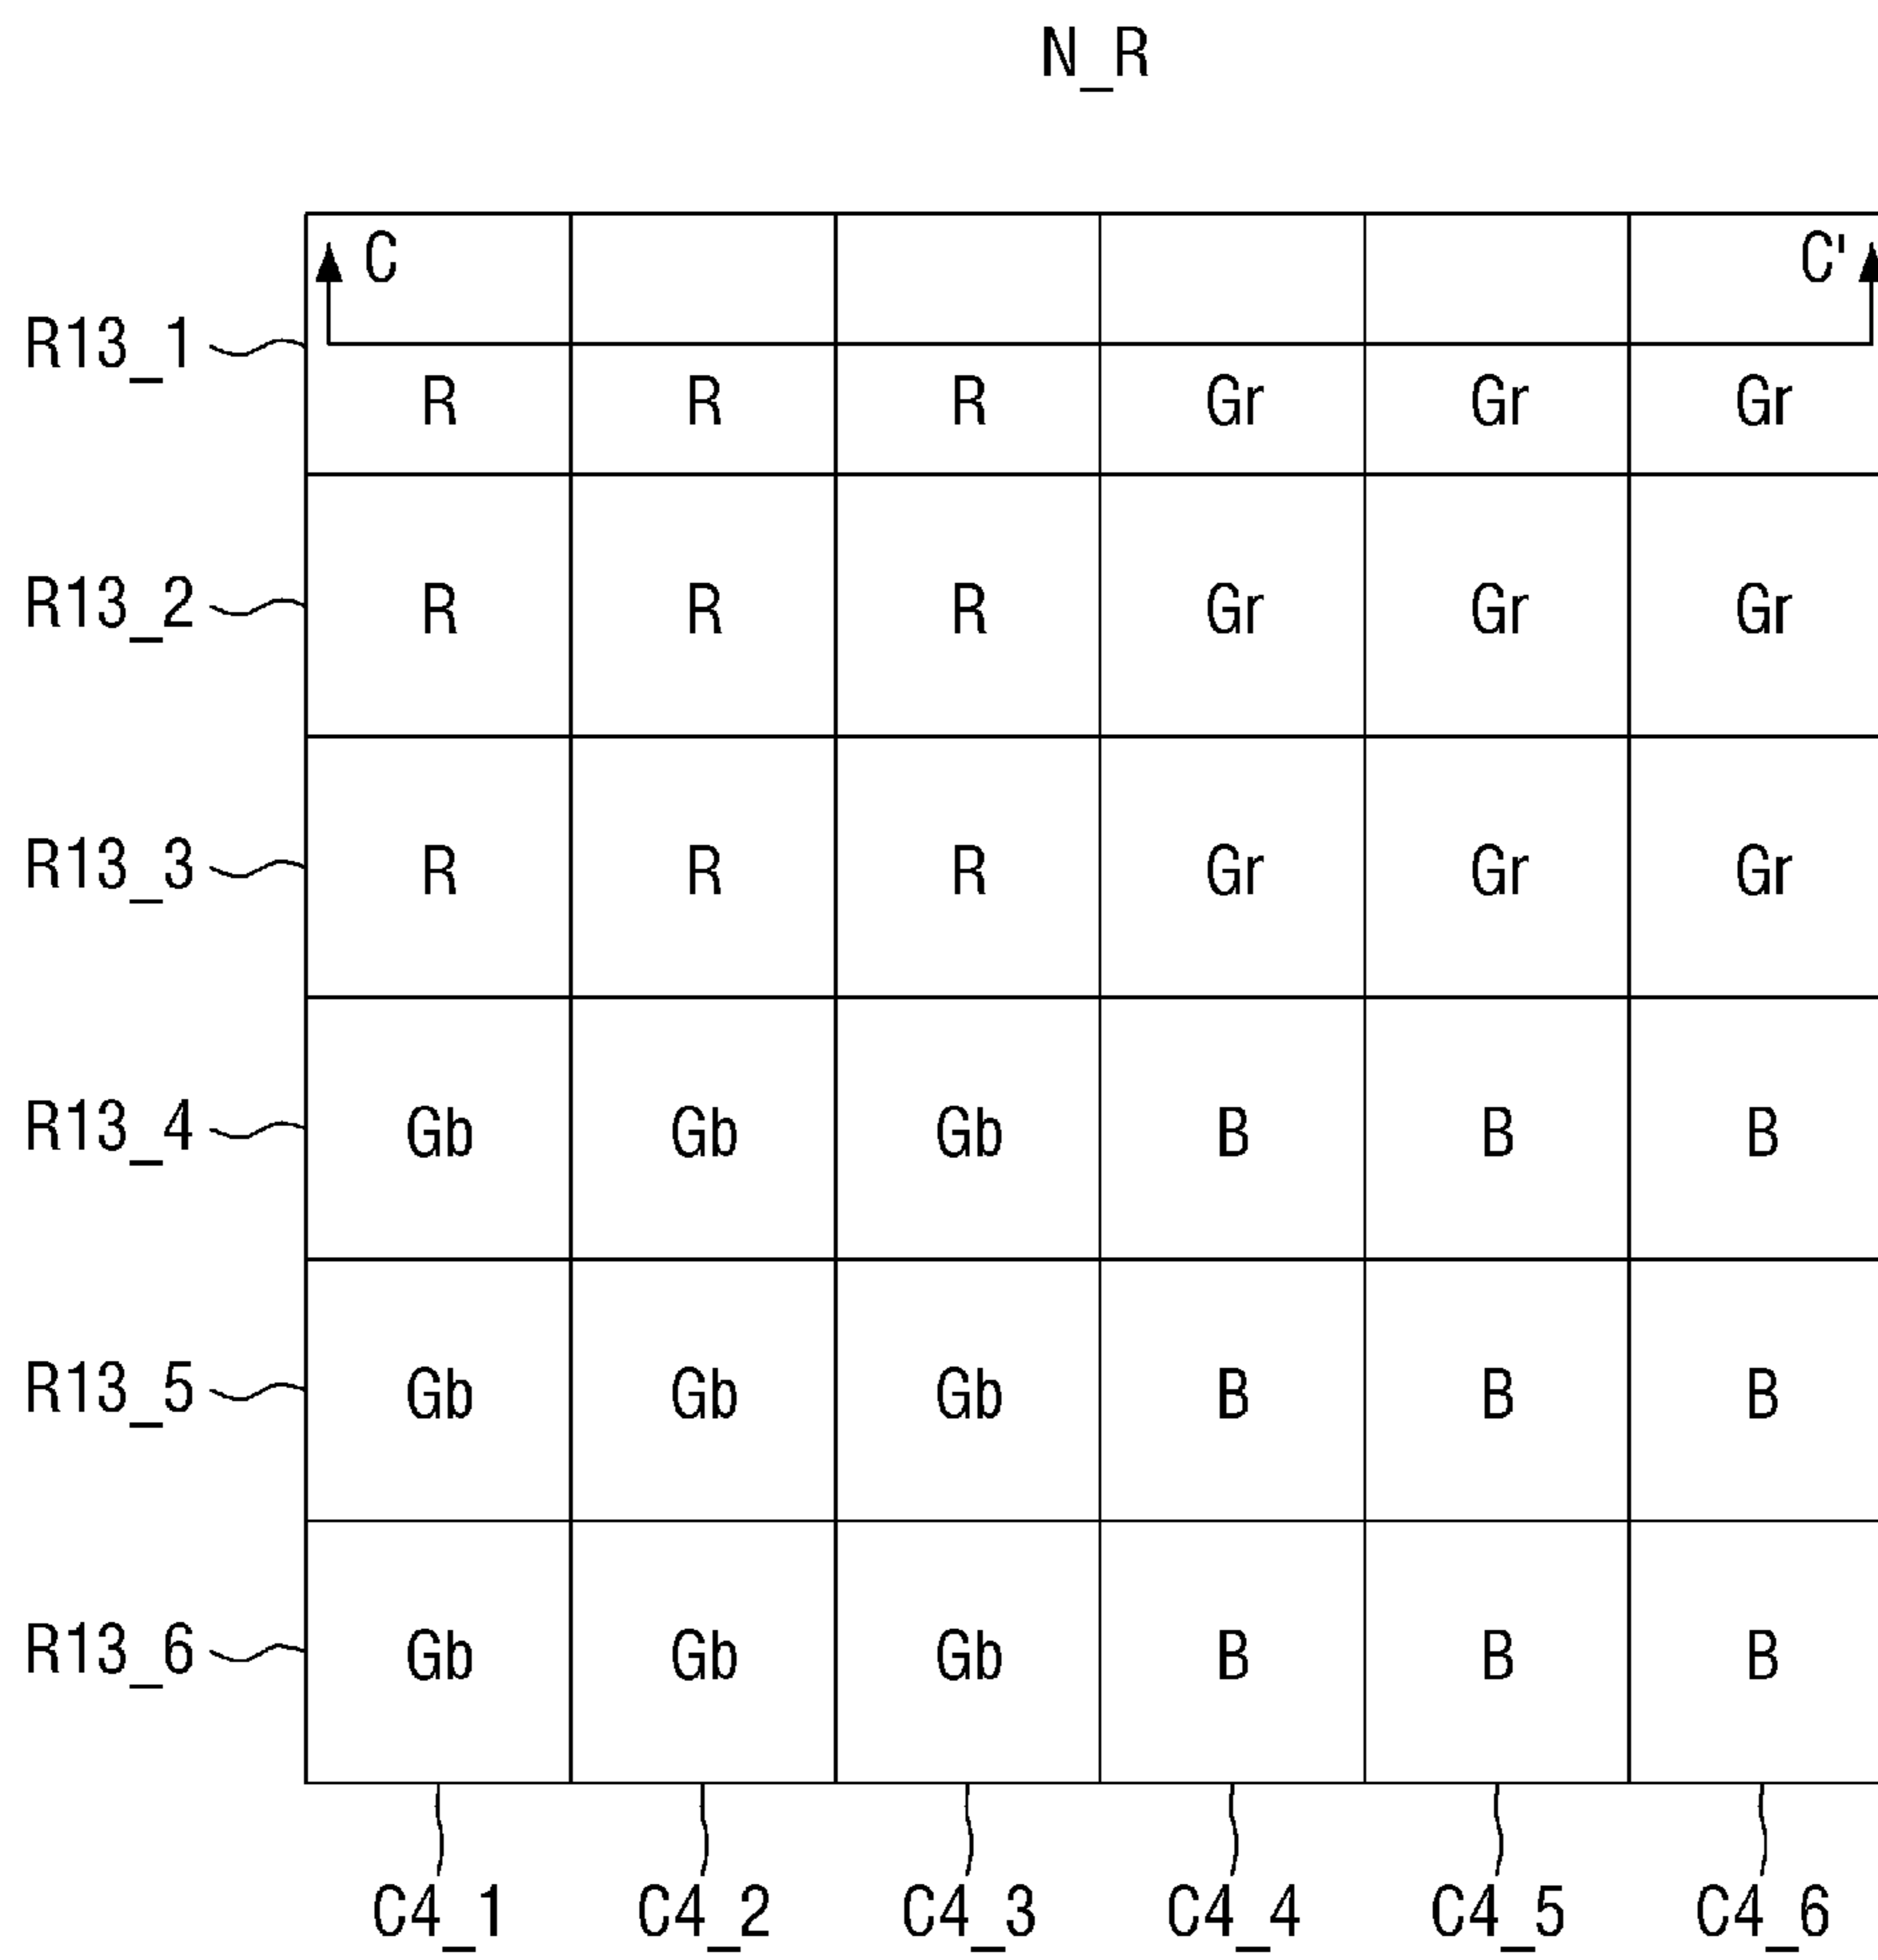 N_R
C C'
R13_1
R R R Gr Gr Gr
R13_2 R R R Gr Gr Gr
R13_3 R R R Gr Gr Gr
R13_4 Gb Gb Gb B B B
R13_5 Gb Gb Gb B B B
R13_6 Gb Gb Gb B B B
C4_1 C4_2 C4_3 C4_4 C4_5 C4_6